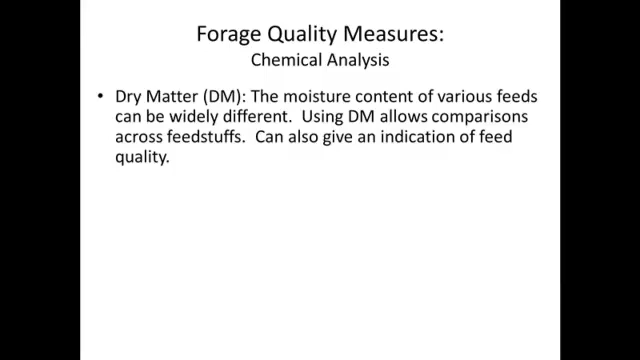 Forage Quality Measures:
Chemical Analysis
• Dry Matter (DM): The moisture content of various feeds
can be widely different. Using DM allows comparisons
across feedstuffs. Can also give an indication of feed
quality.